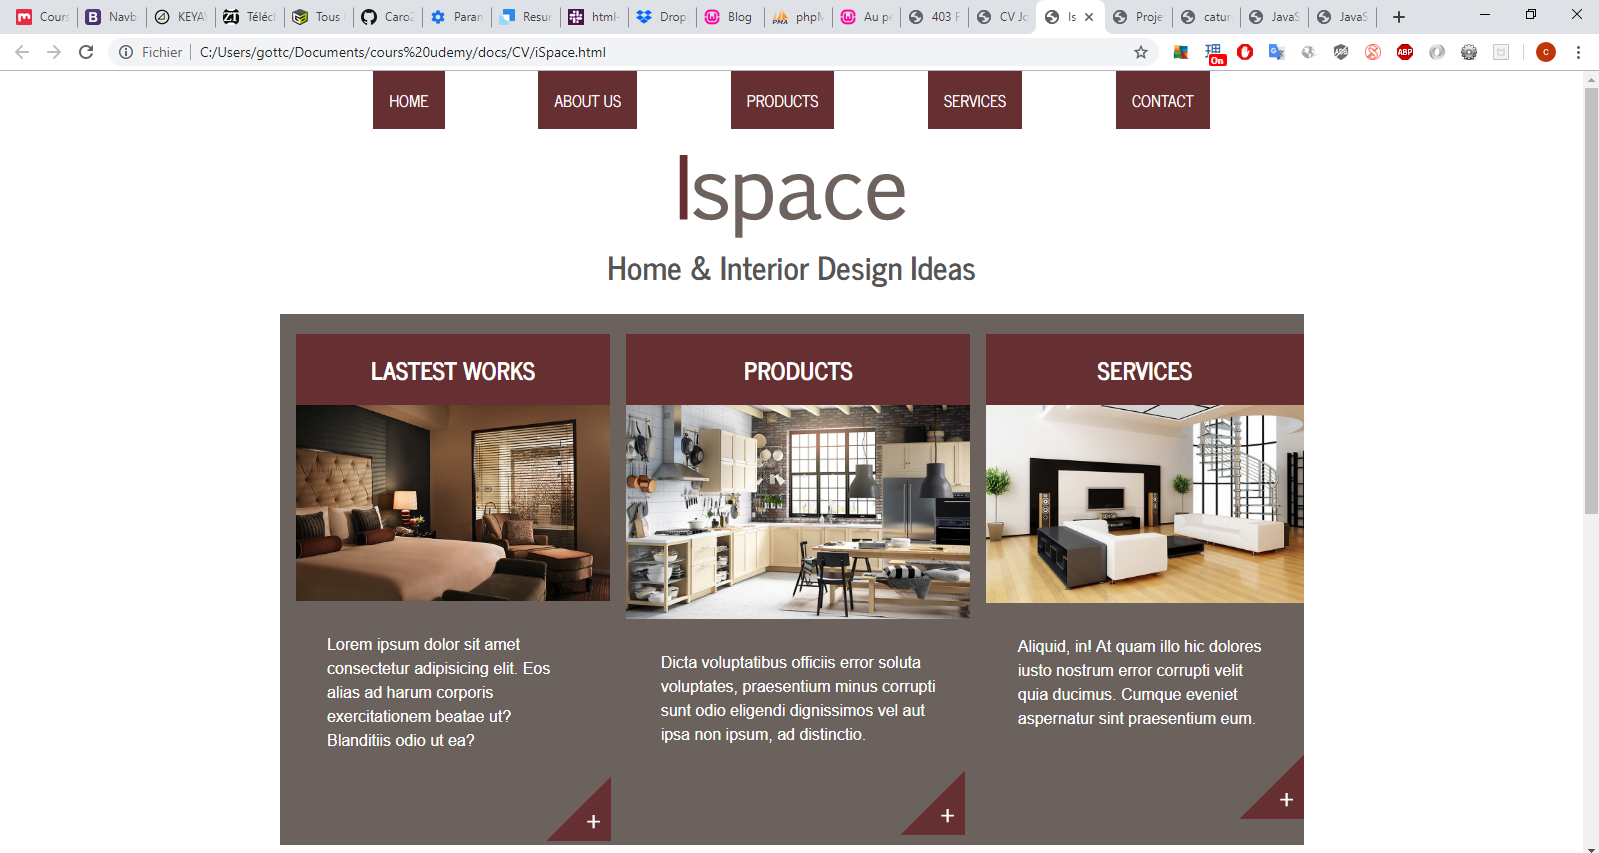 Cours
Navb
KEYA
Téléch
Tous
CaroZ
Paran
Resur
html-
Drop
Blog
phpM
Au pe
403 F
CV Jo
Is
Proje
catur
JavaS
JavaS
Fichier
C:/Users/gottc/Documents/cours%20udemy/docs/CV/iSpace.html
On
ABP
C
HOME
ABOUT US
PRODUCTS
SERVICES
CONTACT
Ispace
Home & Interior Design Ideas
LASTEST WORKS
PRODUCTS
SERVICES
Lorem ipsum dolor sit amet
consectetur adipisicing elit. Eos
alias ad harum corporis
exercitationem beatae ut?
Blanditiis odio ut ea?
Dicta voluptatibus officiis error soluta
voluptates, praesentium minus corrupti
sunt odio eligendi dignissimos vel aut
ipsa non ipsum, ad distinctio.
Aliquid, in! At quam illo hic dolores
iusto nostrum error corrupti velit
quia ducimus. Cumque eveniet
aspernatur sint praesentium eum.
+
+
+